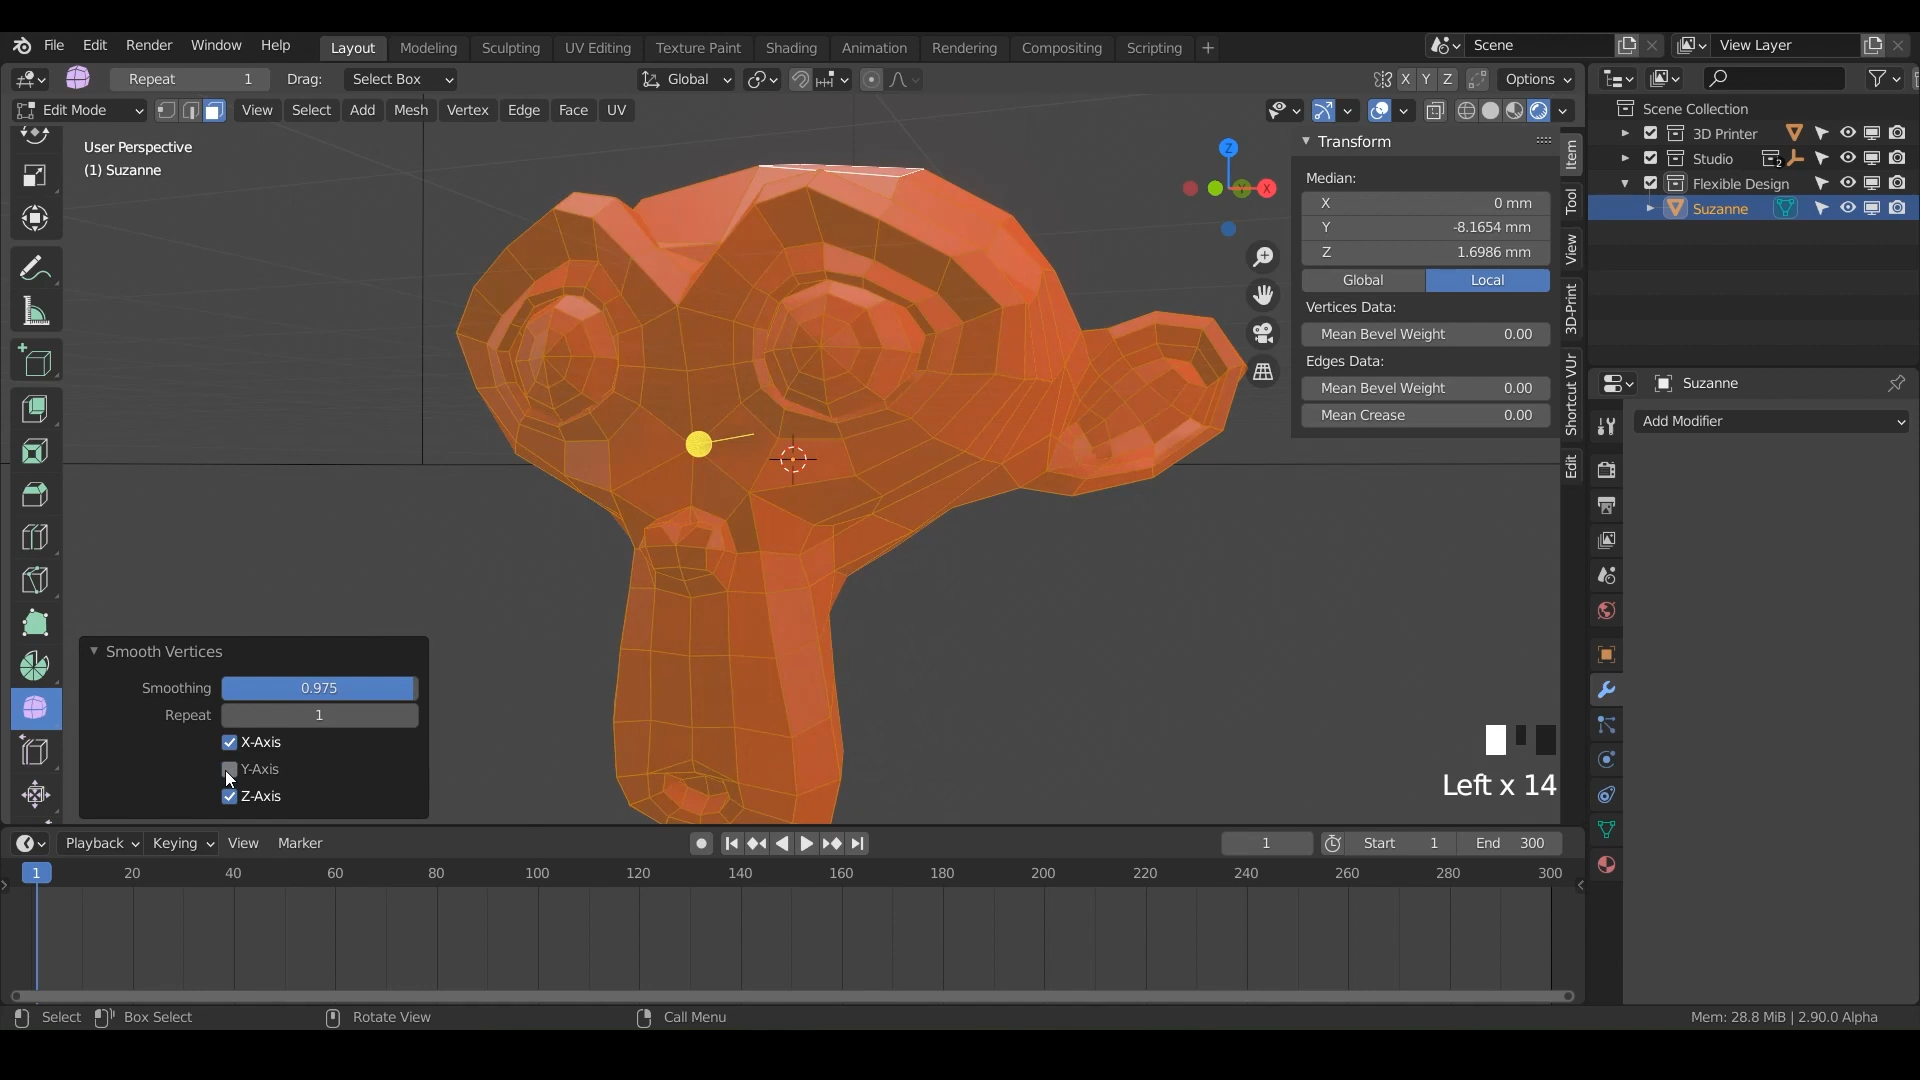 File Edit Render Window Help Layout Modeling Sculpting UV Editing Texture Paint Shading Animation Rendering Compositing Scripting + Scene View Layer
Repeat 1 Drag: Select Box Global X Y Z Options
Edit Mode View Select Add Mesh Vertex Edge Face UV
User Perspective
(1) Suzanne
Z
Y
X
Transform
Median:
X 0 mm
Y -8.1654 mm
Z 1.6986 mm
Global Local
Vertices Data:
Mean Bevel Weight 0.00
Edges Data:
Mean Bevel Weight 0.00
Mean Crease 0.00
Item
Tool
View
3D-Print
Shortcut VUr
Edit
Scene Collection
3D Printer
Studio 2
Flexible Design
Suzanne
Suzanne
Add Modifier
Smooth Vertices
Smoothing 0.975
Repeat 1
X-Axis
Y-Axis
Z-Axis
Left x 14
Playback Keying View Marker 1 Start 1 End 300
1 20 40 60 80 100 120 140 160 180 200 220 240 260 280 300
Select Box Select Rotate View Call Menu Mem: 28.8 MiB | 2.90.0 Alpha